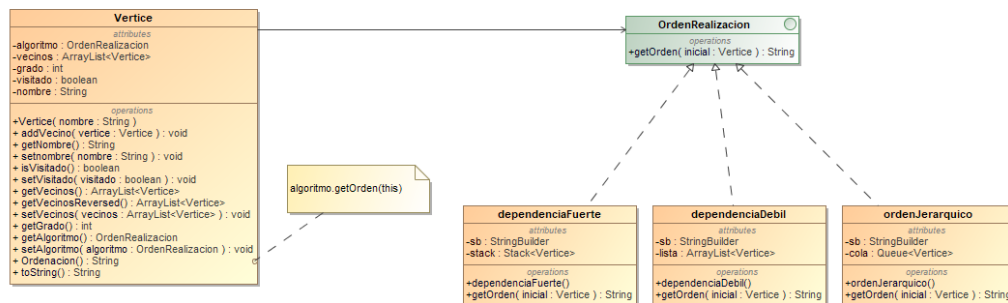 Vertice
attributes
-algoritmo : OrdenRealizacion
-vecinos : ArrayList<Vertice>
-grado : int
-visitado : boolean
-nombre : String
operations
+Vertice( nombre : String )
+ addVecino( vertice : Vertice ) : void
+ getNombre() : String
+ setnombre( nombre : String ) : void
+ isVisitado() : boolean
+ setVisitado( visitado : boolean ) : void
+ getVecinos() : ArrayList<Vertice>
+ getVecinosReversed() : ArrayList<Vertice>
+ setVecinos( vecinos : ArrayList<Vertice> ) : void
+ getGrado() : int
+ getAlgoritmo() : OrdenRealizacion
+ setAlgoritmo( algoritmo : OrdenRealizacion ) : void
+ Ordenacion() : String
+ toString() : String
algoritmo.getOrden(this)
OrdenRealizacion
operations
+getOrden( inicial : Vertice ) : String
dependenciaFuerte
attributes
-sb : StringBuilder
-stack : Stack<Vertice>
operations
+dependenciaFuerte()
+getOrden( inicial : Vertice ) : String
dependenciaDebil
attributes
-sb : StringBuilder
-lista : ArrayList<Vertice>
operations
+dependenciaDebil()
+getOrden( inicial : Vertice ) : String
ordenJerarquico
attributes
-sb : StringBuilder
-cola : Queue<Vertice>
operations
+ordenJerarquico()
+getOrden( inicial : Vertice ) : String